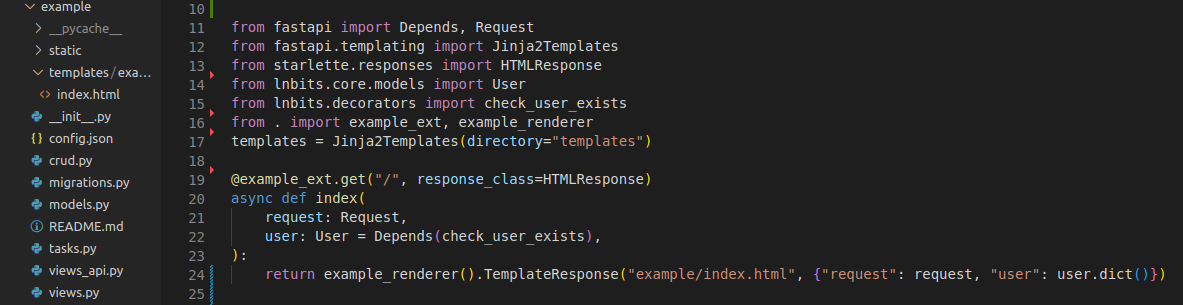 example
__pycache__
static
templates/exa...
index.html
__init__.py
config.json
crud.py
migrations.py
models.py
README.md
tasks.py
views_api.py
views.py
10
11 from fastapi import Depends, Request
12 from fastapi.templating import Jinja2Templates
13 from starlette.responses import HTMLResponse
14 from lnbits.core.models import User
15 from lnbits.decorators import check_user_exists
16 from . import example_ext, example_renderer
17 templates = Jinja2Templates(directory="templates")
18
19 @example_ext.get("/", response_class=HTMLResponse)
20 async def index(
21     request: Request,
22     user: User = Depends(check_user_exists),
23 ):
24     return example_renderer().TemplateResponse("example/index.html", {"request": request, "user": user.dict()})
25